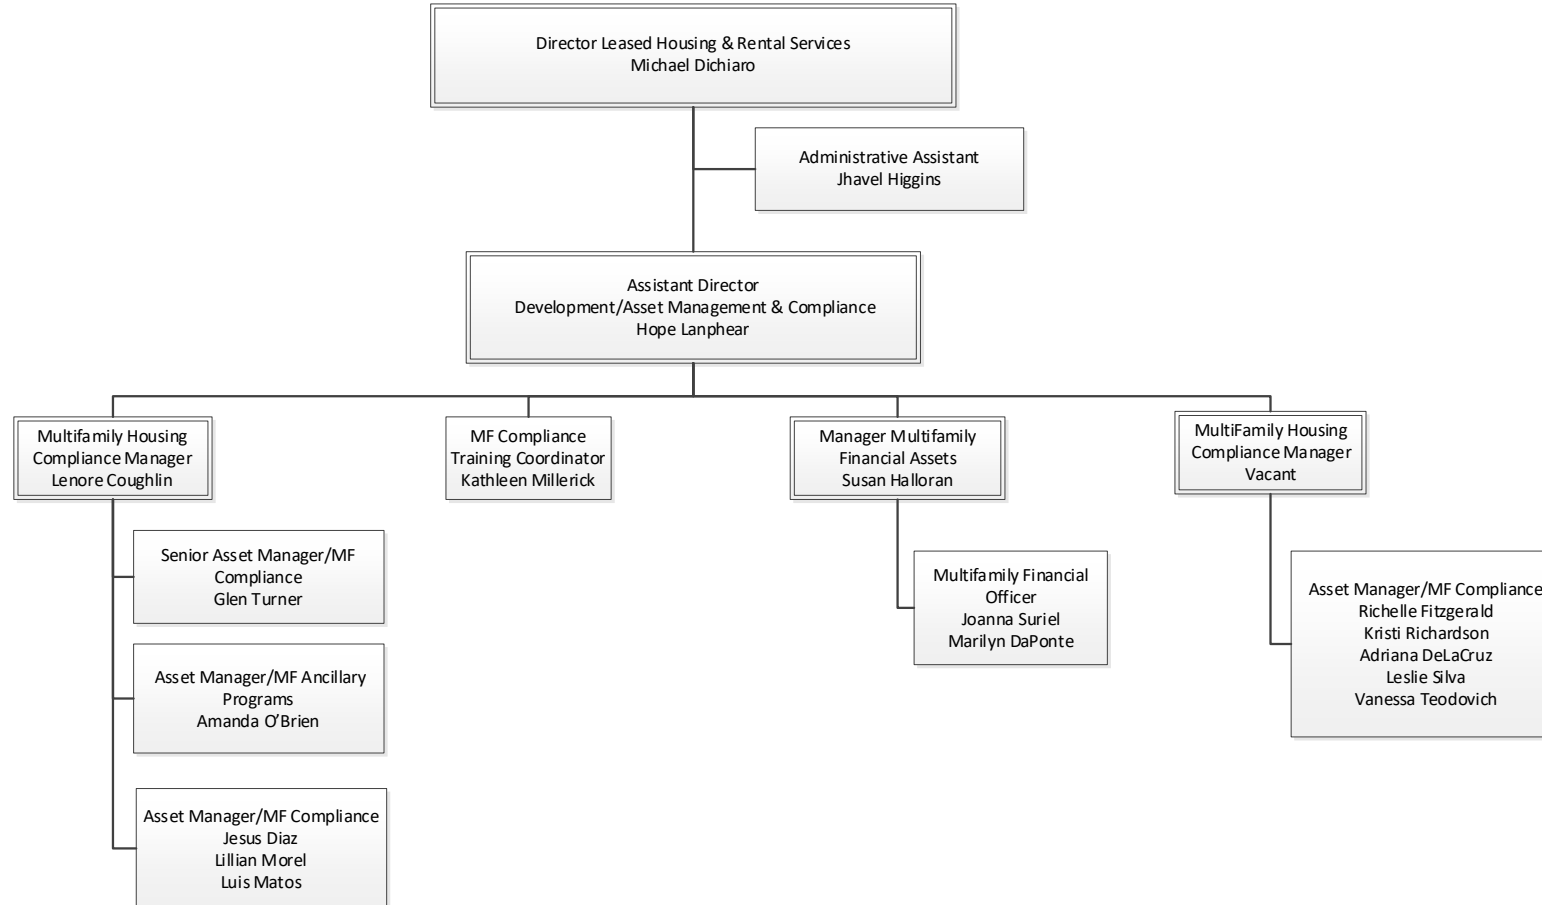 Director Leased Housing & Rental Services
Michael Dichiaro
Administrative Assistant
Jhavel Higgins
Assistant Director
Development/Asset Management & Compliance
Hope Lanphear
Multifamily Housing
Compliance Manager
Lenore Coughlin
MF Compliance
Training Coordinator
Kathleen Millerick
Manager Multifamily
Financial Assets
Susan Halloran
MultiFamily Housing
Compliance Manager
Vacant
Senior Asset Manager/MF
Compliance
Glen Turner
Asset Manager/MF Ancillary
Programs
Amanda O’Brien
Asset Manager/MF Compliance
Jesus Diaz
Lillian Morel
Luis Matos
Multifamily Financial
Officer
Joanna Suriel
Marilyn DaPonte
Asset Manager/MF Compliance
Richelle Fitzgerald
Kristi Richardson
Adriana DeLaCruz
Leslie Silva
Vanessa Teodovich